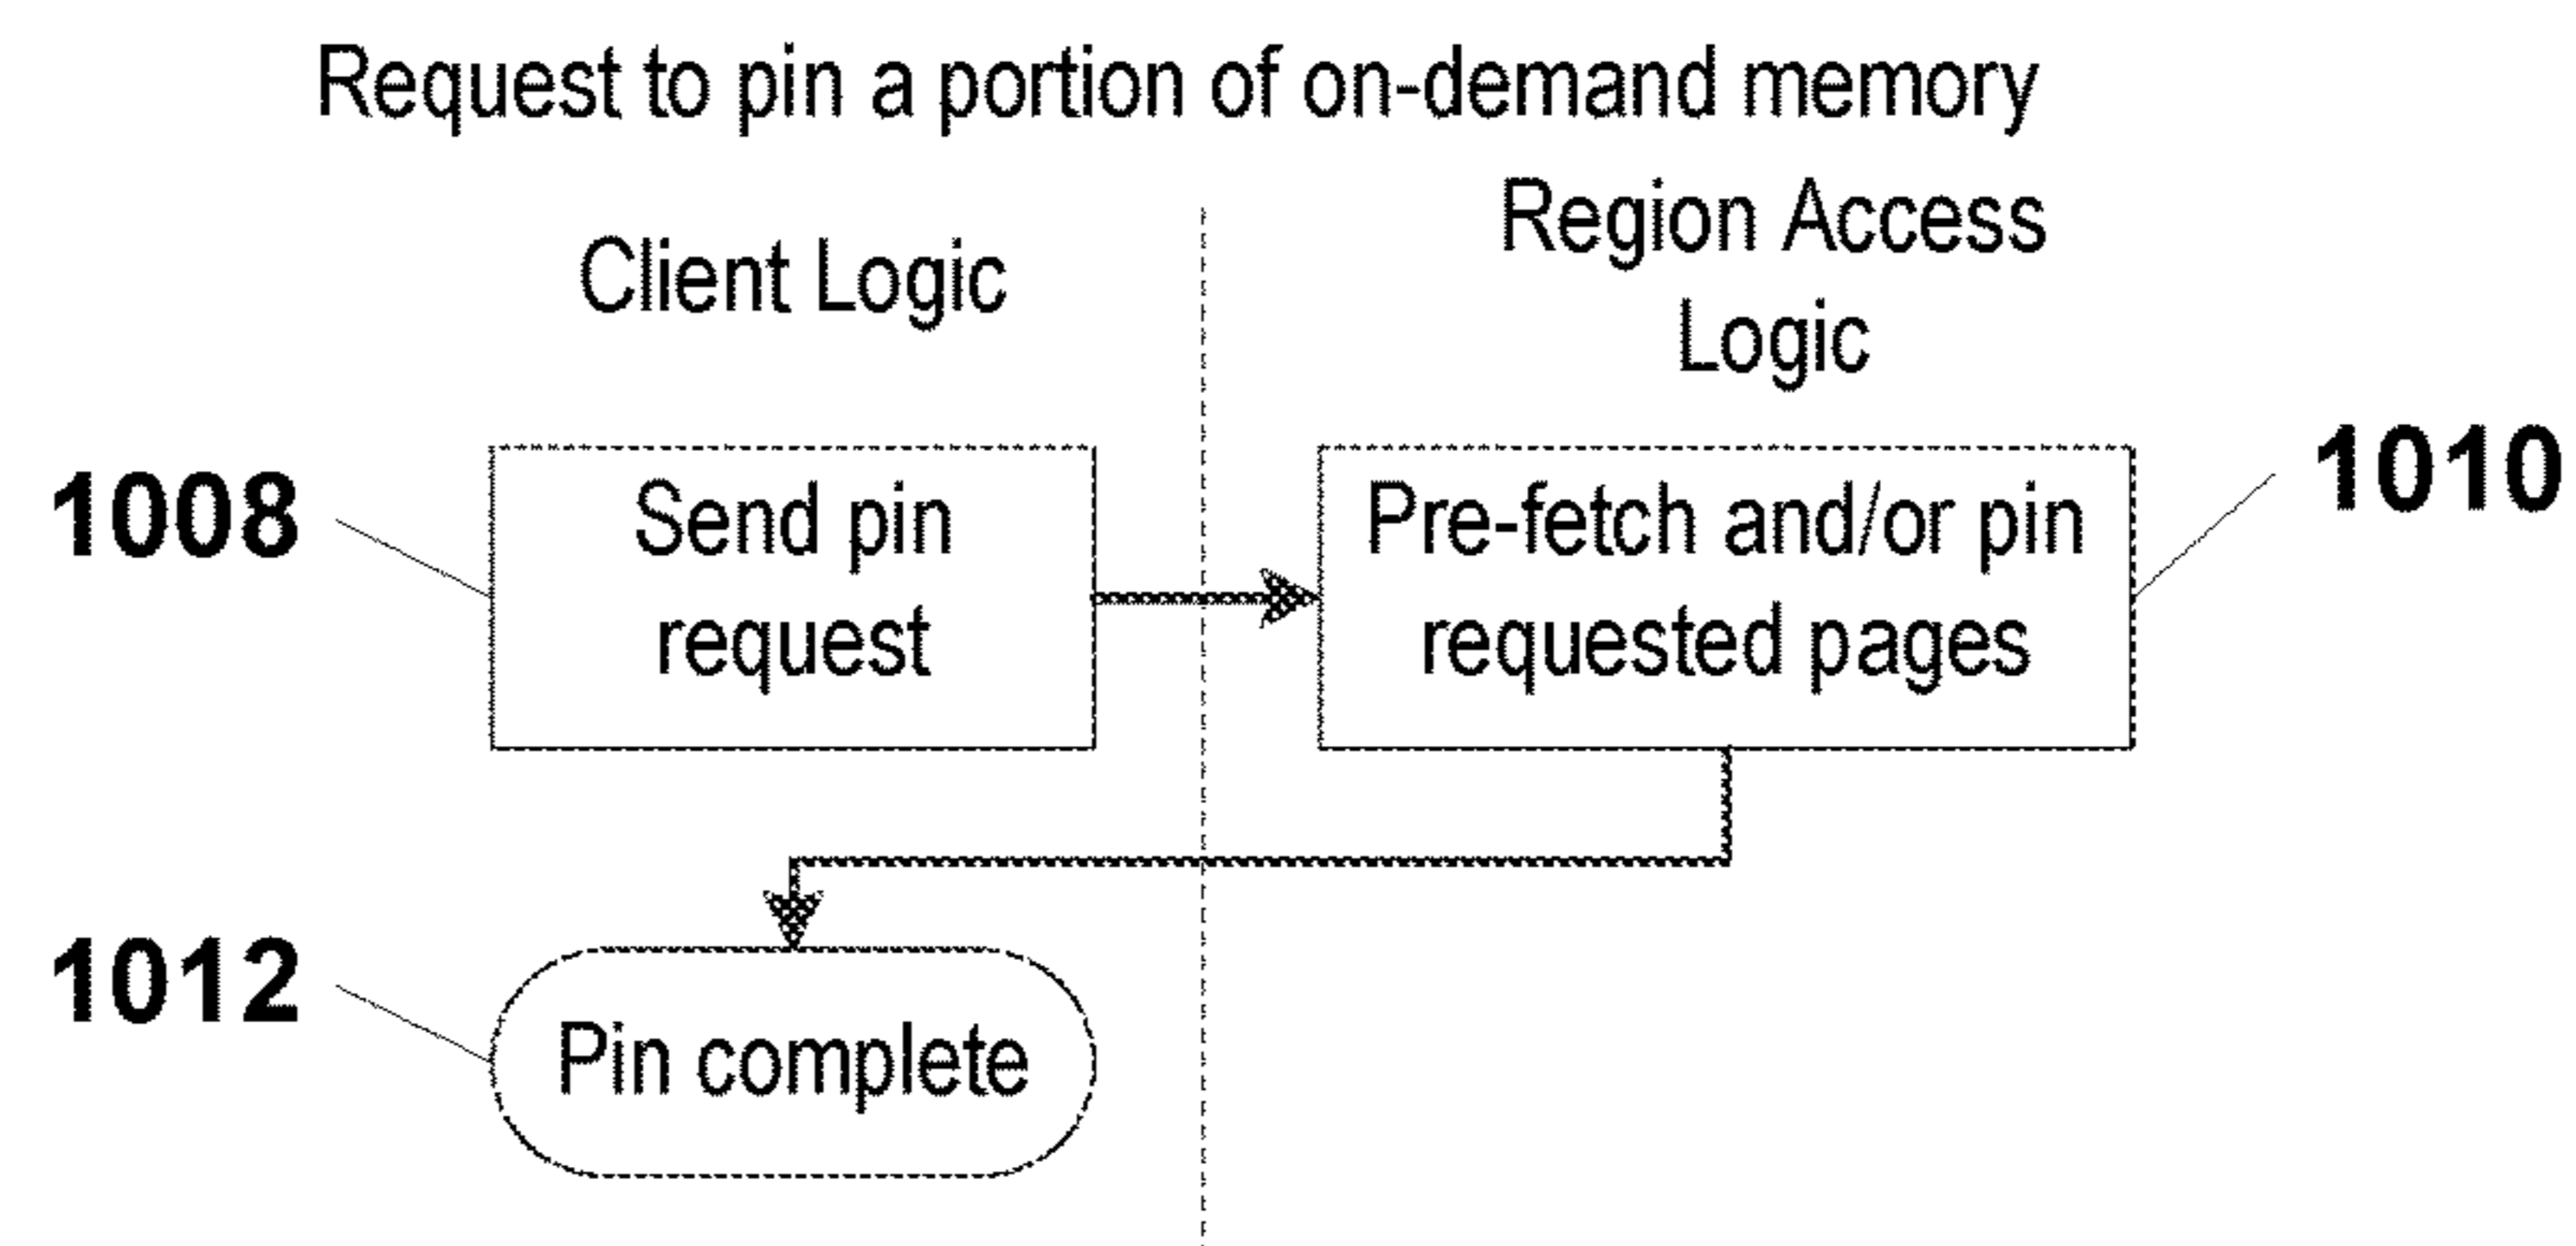 Request to pin a portion of on-demand memory
Client Logic
Region Access
Logic
1008
Send pin
request
Pre-fetch and/or pin
requested pages
1010
1012
Pin complete